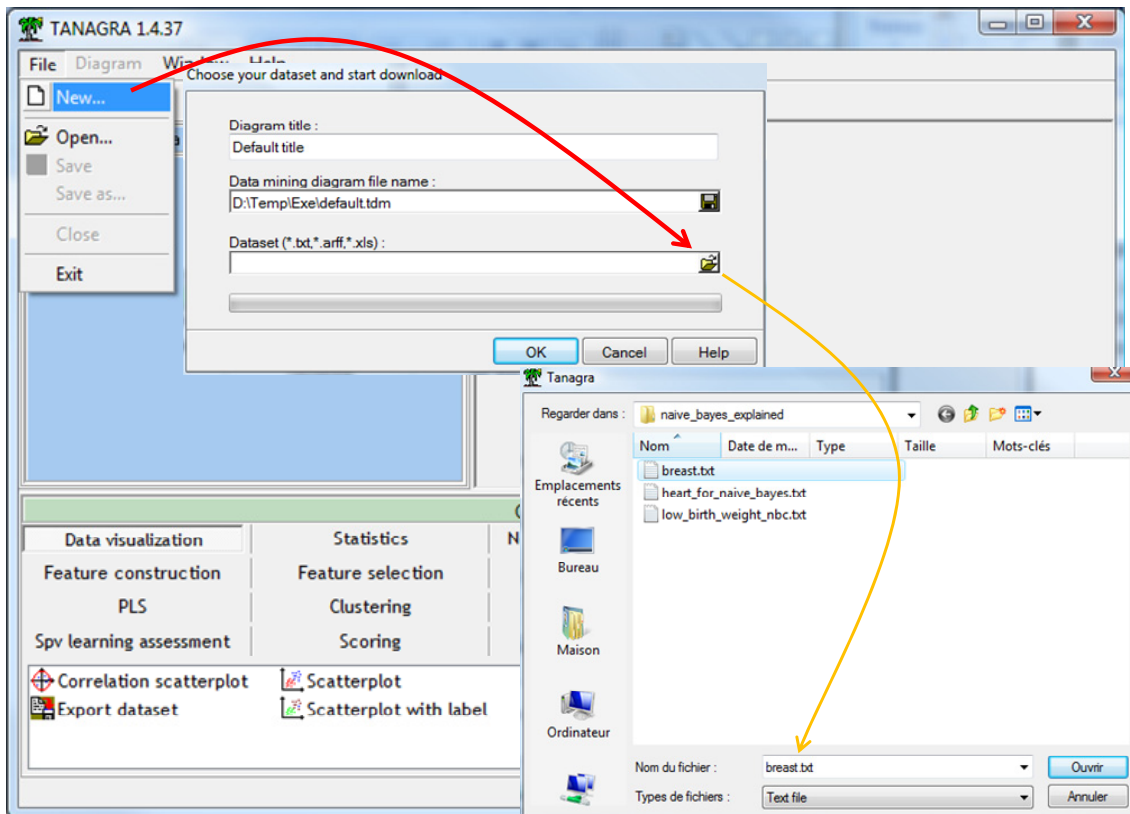 TANAGRA 1.4.37
File Diagram Window Help
New...
Open...
Save
Save as...
Close
Exit
Choose your dataset and start download
Diagram title :
Default title
Data mining diagram file name :
D:\Temp\Exe\default.tdm
Dataset (*.txt,*.arff,*.xls) :
OK Cancel Help
Tanagra
Regarder dans : naive_bayes_explained
Nom Date de m... Type Taille Mots-clés
breast.txt
heart_for_naive_bayes.txt
low_birth_weight_nbc.txt
Emplacements
récents
Bureau
Maison
Ordinateur
Nom du fichier : breast.txt Ouvrir
Types de fichiers : Text file Annuler
Data visualization Statistics N
Feature construction Feature selection
PLS Clustering
Spv learning assessment Scoring
Correlation scatterplot Scatterplot
Export dataset Scatterplot with label